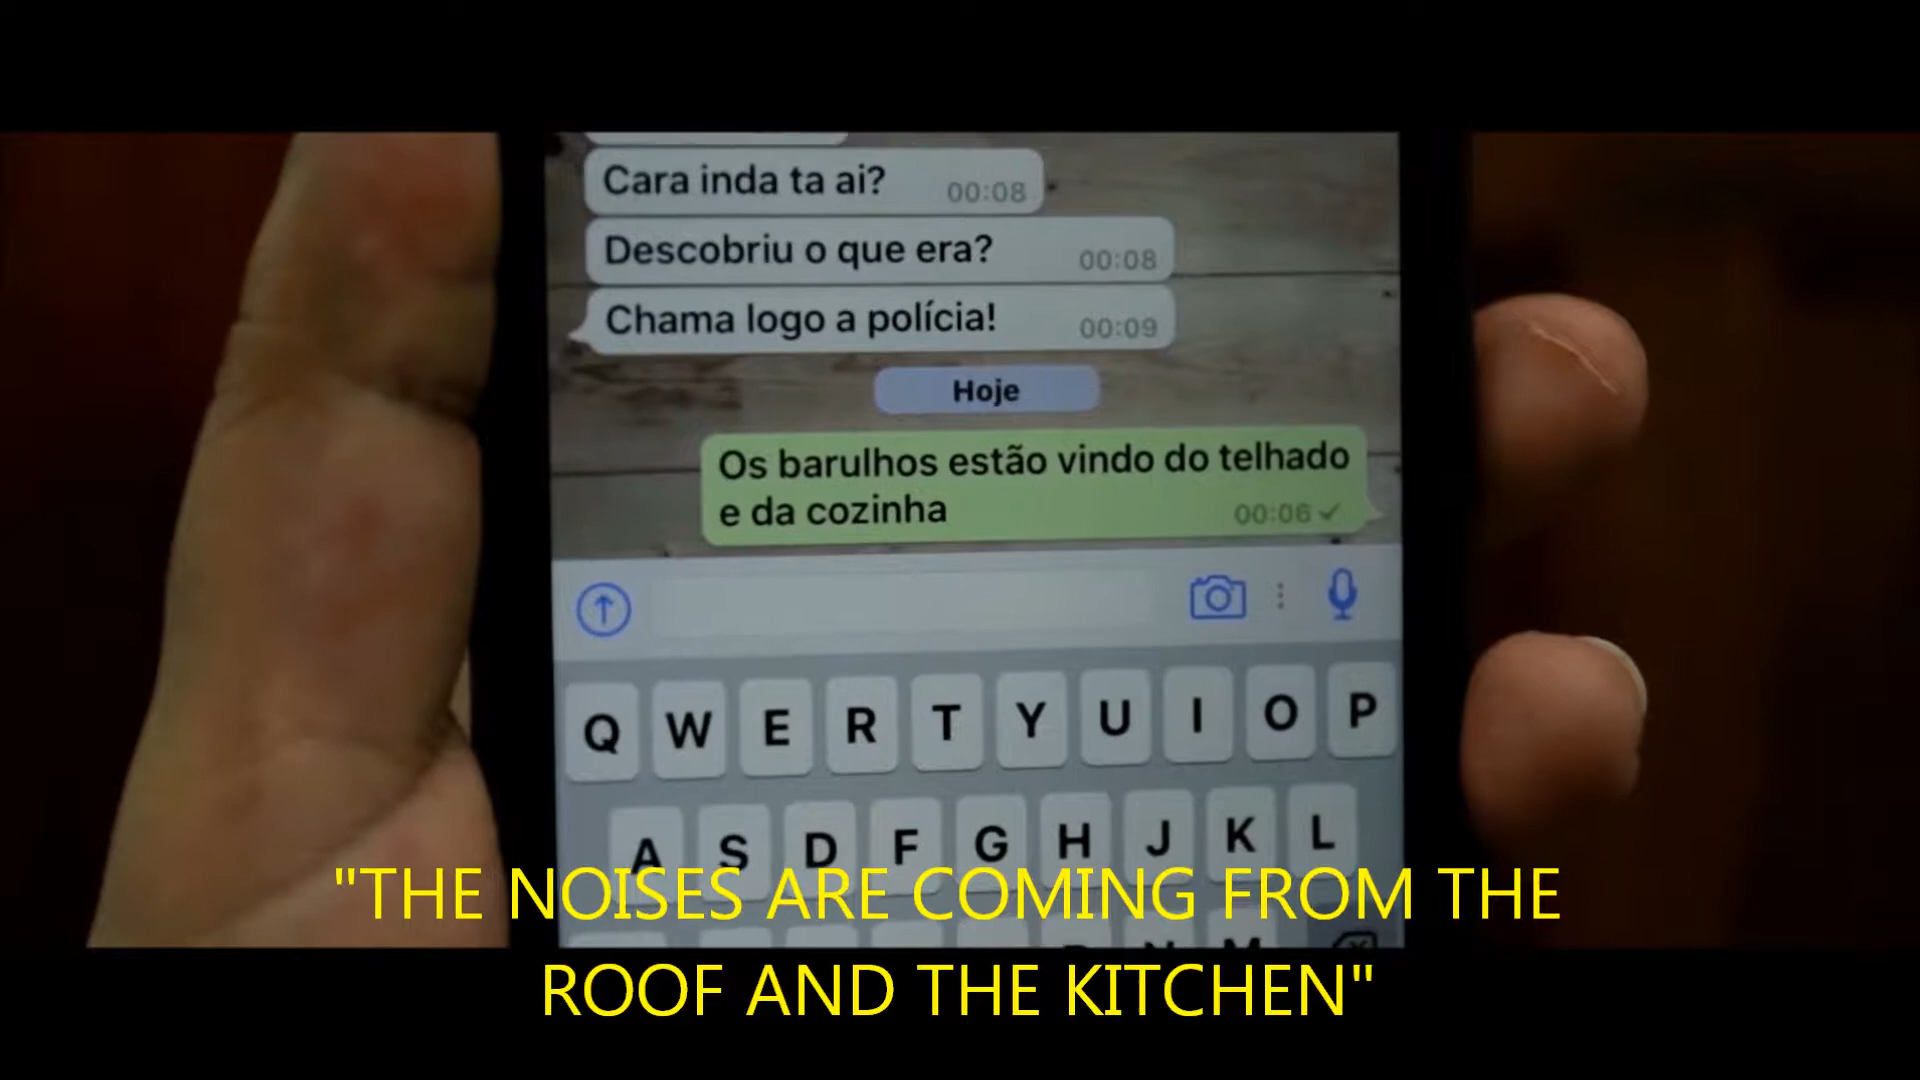 Cara inda ta ai? 00:08
Descobriu o que era? 00:08
Chama logo a polícia! 00:09
Hoje
Os barulhos estão vindo do telhado
e da cozinha 00:06
Q W E R T Y U I O P
A S D F G H J K L
B N M
"THE NOISES ARE COMING FROM THE
ROOF AND THE KITCHEN"